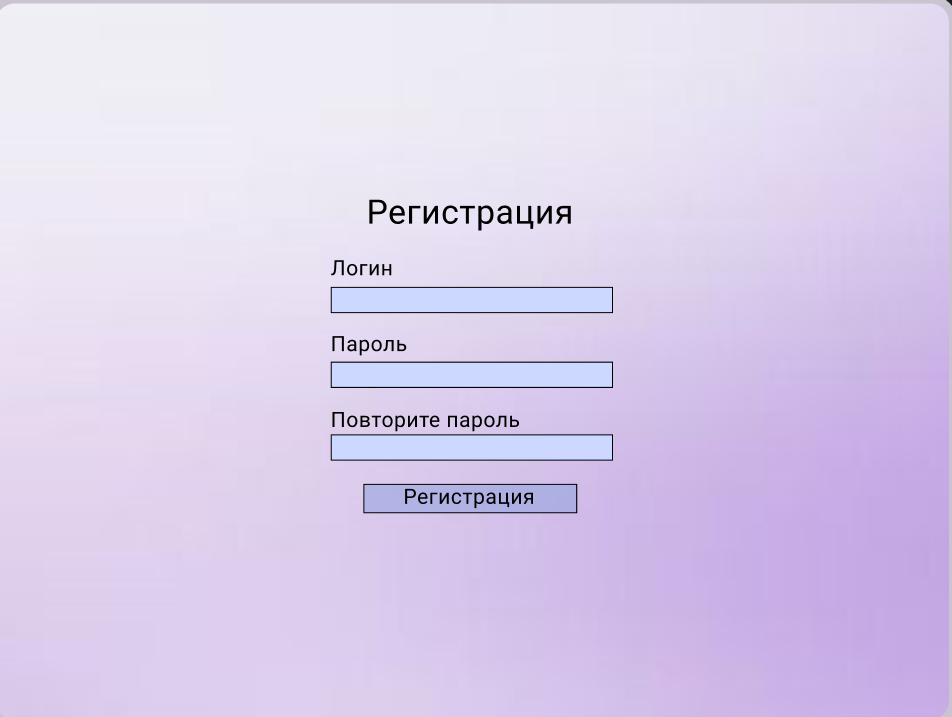 Регистрация
Логин
Пароль
Повторите пароль
Регистрация